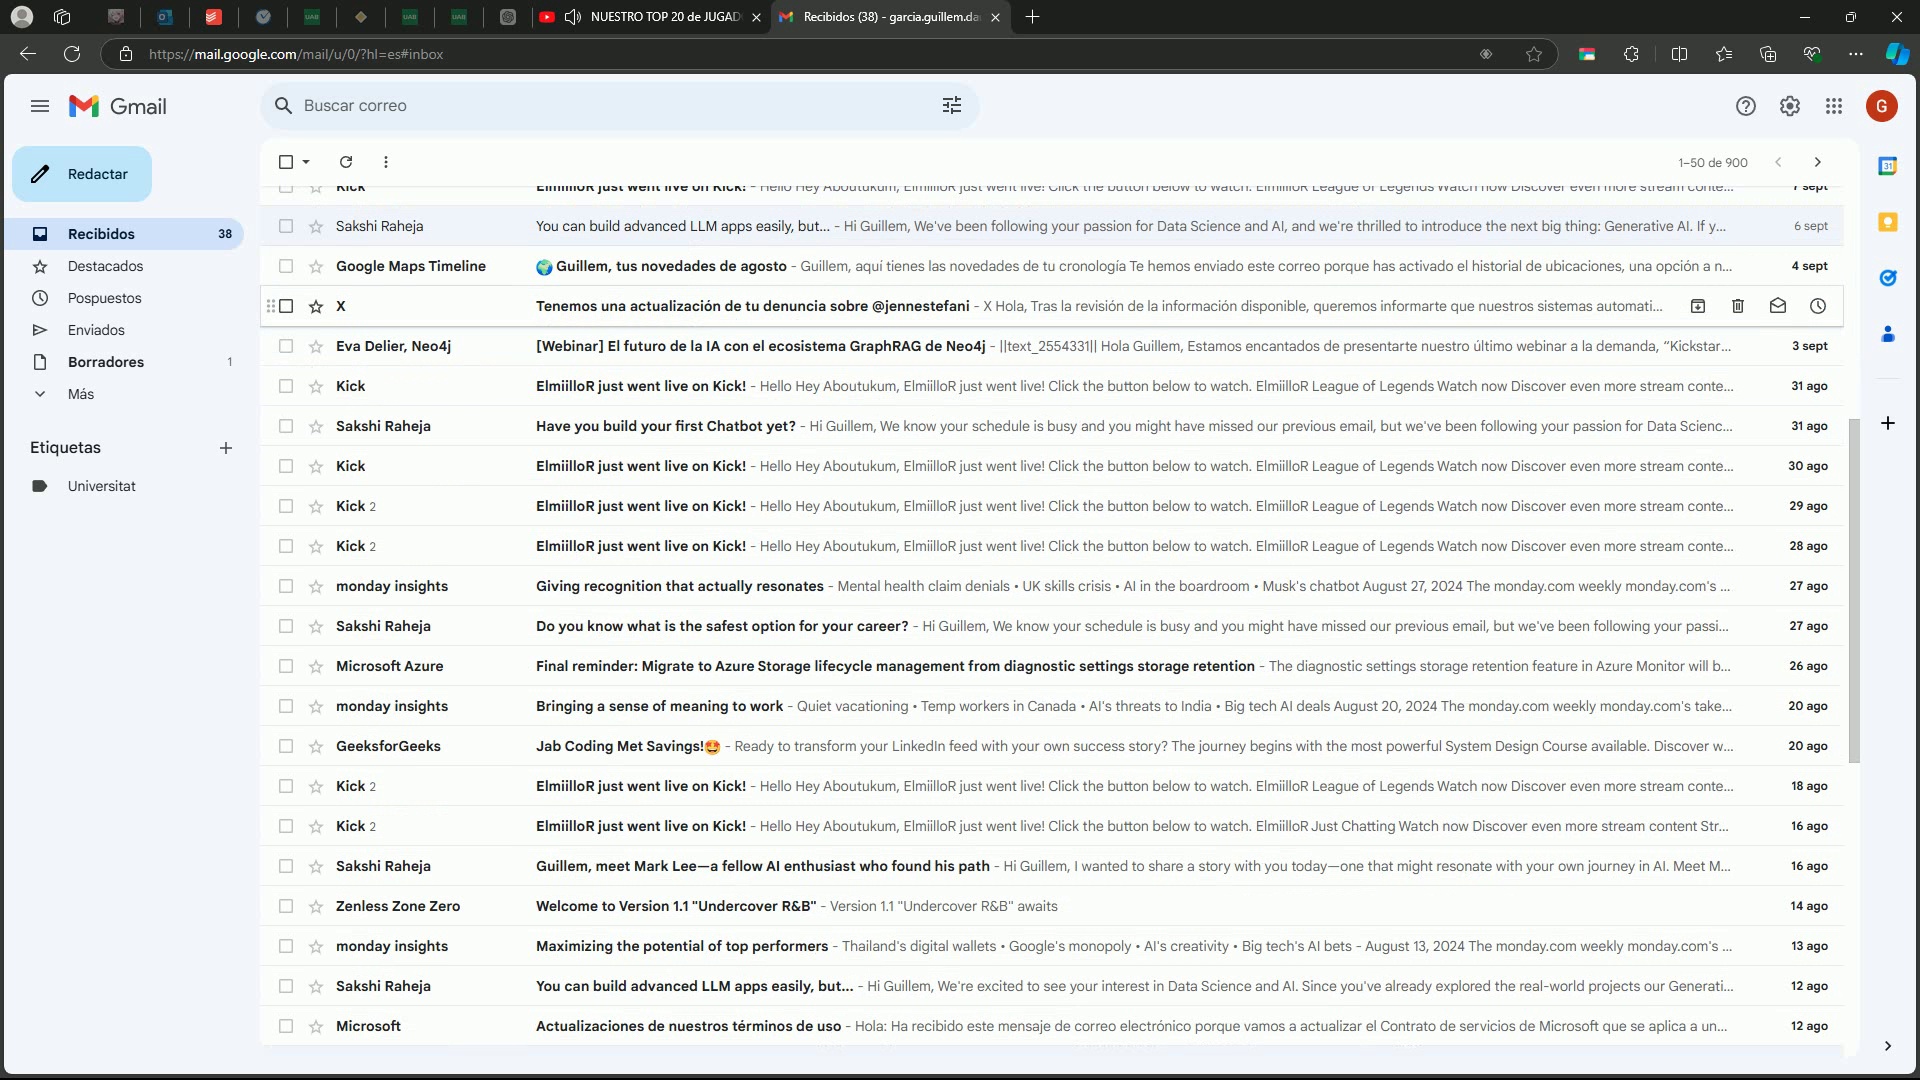 NUESTRO TOP 20 de JUGAD
Recibidos (38) - garcia.guillem.da
https://mail.google.com/mail/u/0/?hl=es#inbox
Gmail
Buscar correo
G
Redactar
1–50 de 900
Recibidos 38
Destacados
Pospuestos
Enviados
Borradores 1
Más
Etiquetas
Universitat
Kick ElmiilloR just went live on Kick! - Hello Hey Aboutukum, ElmiilloR just went live! Click the button below to watch. ElmiilloR League of Legends Watch now Discover even more stream conte... 7 sept
Sakshi Raheja You can build advanced LLM apps easily, but... - Hi Guillem, We've been following your passion for Data Science and AI, and we're thrilled to introduce the next big thing: Generative AI. If y... 6 sept
Google Maps Timeline 🌍 Guillem, tus novedades de agosto - Guillem, aquí tienes las novedades de tu cronología Te hemos enviado este correo porque has activado el historial de ubicaciones, una opción a n... 4 sept
X Tenemos una actualización de tu denuncia sobre @jennestefani - X Hola, Tras la revisión de la información disponible, queremos informarte que nuestros sistemas automati...
Eva Delier, Neo4j [Webinar] El futuro de la IA con el ecosistema GraphRAG de Neo4j - ||text_2554331|| Hola Guillem, Estamos encantados de presentarte nuestro último webinar a la demanda, “Kickstar... 3 sept
Kick ElmiilloR just went live on Kick! - Hello Hey Aboutukum, ElmiilloR just went live! Click the button below to watch. ElmiilloR League of Legends Watch now Discover even more stream conte... 31 ago
Sakshi Raheja Have you build your first Chatbot yet? - Hi Guillem, We know your schedule is busy and you might have missed our previous email, but we've been following your passion for Data Scienc... 31 ago
Kick ElmiilloR just went live on Kick! - Hello Hey Aboutukum, ElmiilloR just went live! Click the button below to watch. ElmiilloR League of Legends Watch now Discover even more stream conte... 30 ago
Kick 2 ElmiilloR just went live on Kick! - Hello Hey Aboutukum, ElmiilloR just went live! Click the button below to watch. ElmiilloR League of Legends Watch now Discover even more stream conte... 29 ago
Kick 2 ElmiilloR just went live on Kick! - Hello Hey Aboutukum, ElmiilloR just went live! Click the button below to watch. ElmiilloR League of Legends Watch now Discover even more stream conte... 28 ago
monday insights Giving recognition that actually resonates - Mental health claim denials • UK skills crisis • AI in the boardroom • Musk's chatbot August 27, 2024 The monday.com weekly monday.com's ... 27 ago
Sakshi Raheja Do you know what is the safest option for your career? - Hi Guillem, We know your schedule is busy and you might have missed our previous email, but we've been following your passi... 27 ago
Microsoft Azure Final reminder: Migrate to Azure Storage lifecycle management from diagnostic settings storage retention - The diagnostic settings storage retention feature in Azure Monitor will b... 26 ago
monday insights Bringing a sense of meaning to work - Quiet vacationing • Temp workers in Canada • AI's threats to India • Big tech AI deals August 20, 2024 The monday.com weekly monday.com's take... 20 ago
GeeksforGeeks Jab Coding Met Savings!🤩 - Ready to transform your LinkedIn feed with your own success story? The journey begins with the most powerful System Design Course available. Discover w... 20 ago
Kick 2 ElmiilloR just went live on Kick! - Hello Hey Aboutukum, ElmiilloR just went live! Click the button below to watch. ElmiilloR League of Legends Watch now Discover even more stream conte... 18 ago
Kick 2 ElmiilloR just went live on Kick! - Hello Hey Aboutukum, ElmiilloR just went live! Click the button below to watch. ElmiilloR Just Chatting Watch now Discover even more stream content Str... 16 ago
Sakshi Raheja Guillem, meet Mark Lee—a fellow AI enthusiast who found his path - Hi Guillem, I wanted to share a story with you today—one that might resonate with your own journey in AI. Meet M... 16 ago
Zenless Zone Zero Welcome to Version 1.1 "Undercover R&B" - Version 1.1 "Undercover R&B" awaits 14 ago
monday insights Maximizing the potential of top performers - Thailand's digital wallets • Google's monopoly • AI's creativity • Big tech's AI bets - August 13, 2024 The monday.com weekly monday.com's ... 13 ago
Sakshi Raheja You can build advanced LLM apps easily, but... - Hi Guillem, We're excited to see your interest in Data Science and AI. Since you've already explored the real-world projects our Generati... 12 ago
Microsoft Actualizaciones de nuestros términos de uso - Hola: Ha recibido este mensaje de correo electrónico porque vamos a actualizar el Contrato de servicios de Microsoft que se aplica a un... 12 ago